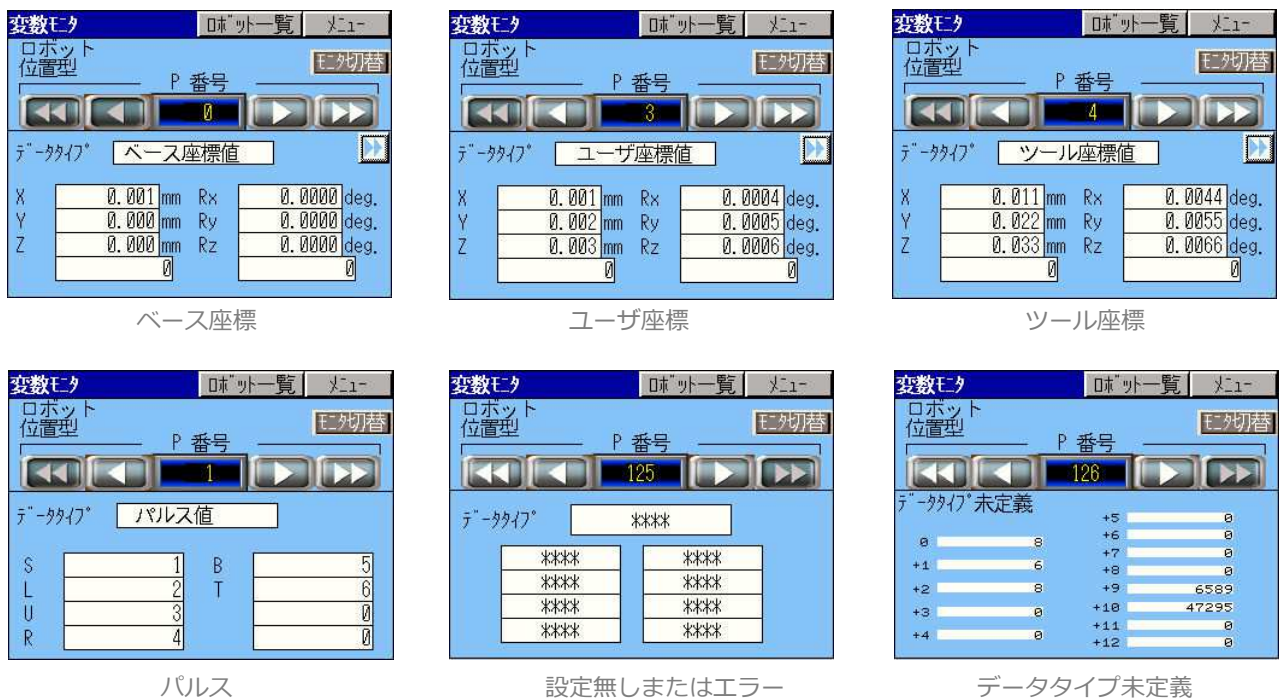 変数ﾓﾆﾀ ﾛﾎﾞｯﾄ一覧 ﾒﾆｭｰ
ロボット
位置型 ﾓﾆﾀ切替
P 番号
0
ﾃﾞｰﾀﾀｲﾌﾟ ベース座標値
X 0.001 mm Rx 0.0000 deg.
Y 0.000 mm Ry 0.0000 deg.
Z 0.000 mm Rz 0.0000 deg.
0 0
ベース座標
変数ﾓﾆﾀ ﾛﾎﾞｯﾄ一覧 ﾒﾆｭｰ
ロボット
位置型 ﾓﾆﾀ切替
P 番号
3
ﾃﾞｰﾀﾀｲﾌﾟ ユーザ座標値
X 0.001 mm Rx 0.0004 deg.
Y 0.002 mm Ry 0.0005 deg.
Z 0.003 mm Rz 0.0006 deg.
0 0
ユーザ座標
変数ﾓﾆﾀ ﾛﾎﾞｯﾄ一覧 ﾒﾆｭｰ
ロボット
位置型 ﾓﾆﾀ切替
P 番号
4
ﾃﾞｰﾀﾀｲﾌﾟ ツール座標値
X 0.011 mm Rx 0.0044 deg.
Y 0.022 mm Ry 0.0055 deg.
Z 0.033 mm Rz 0.0066 deg.
0 0
ツール座標
変数ﾓﾆﾀ ﾛﾎﾞｯﾄ一覧 ﾒﾆｭｰ
ロボット
位置型 ﾓﾆﾀ切替
P 番号
1
ﾃﾞｰﾀﾀｲﾌﾟ パルス値
S 1 B 5
L 2 T 6
U 3 0
R 4 0
パルス
変数ﾓﾆﾀ ﾛﾎﾞｯﾄ一覧 ﾒﾆｭｰ
ロボット
位置型 ﾓﾆﾀ切替
P 番号
125
ﾃﾞｰﾀﾀｲﾌﾟ ****
**** ****
**** ****
**** ****
**** ****
設定無しまたはエラー
変数ﾓﾆﾀ ﾛﾎﾞｯﾄ一覧 ﾒﾆｭｰ
ロボット
位置型 ﾓﾆﾀ切替
P 番号
126
ﾃﾞｰﾀﾀｲﾌﾟ 未定義
0 8
+1 6
+2 8
+3 0
+4 0
+5 0
+6 0
+7 0
+8 0
+9 6589
+10 47295
+11 0
+12 0
データタイプ未定義